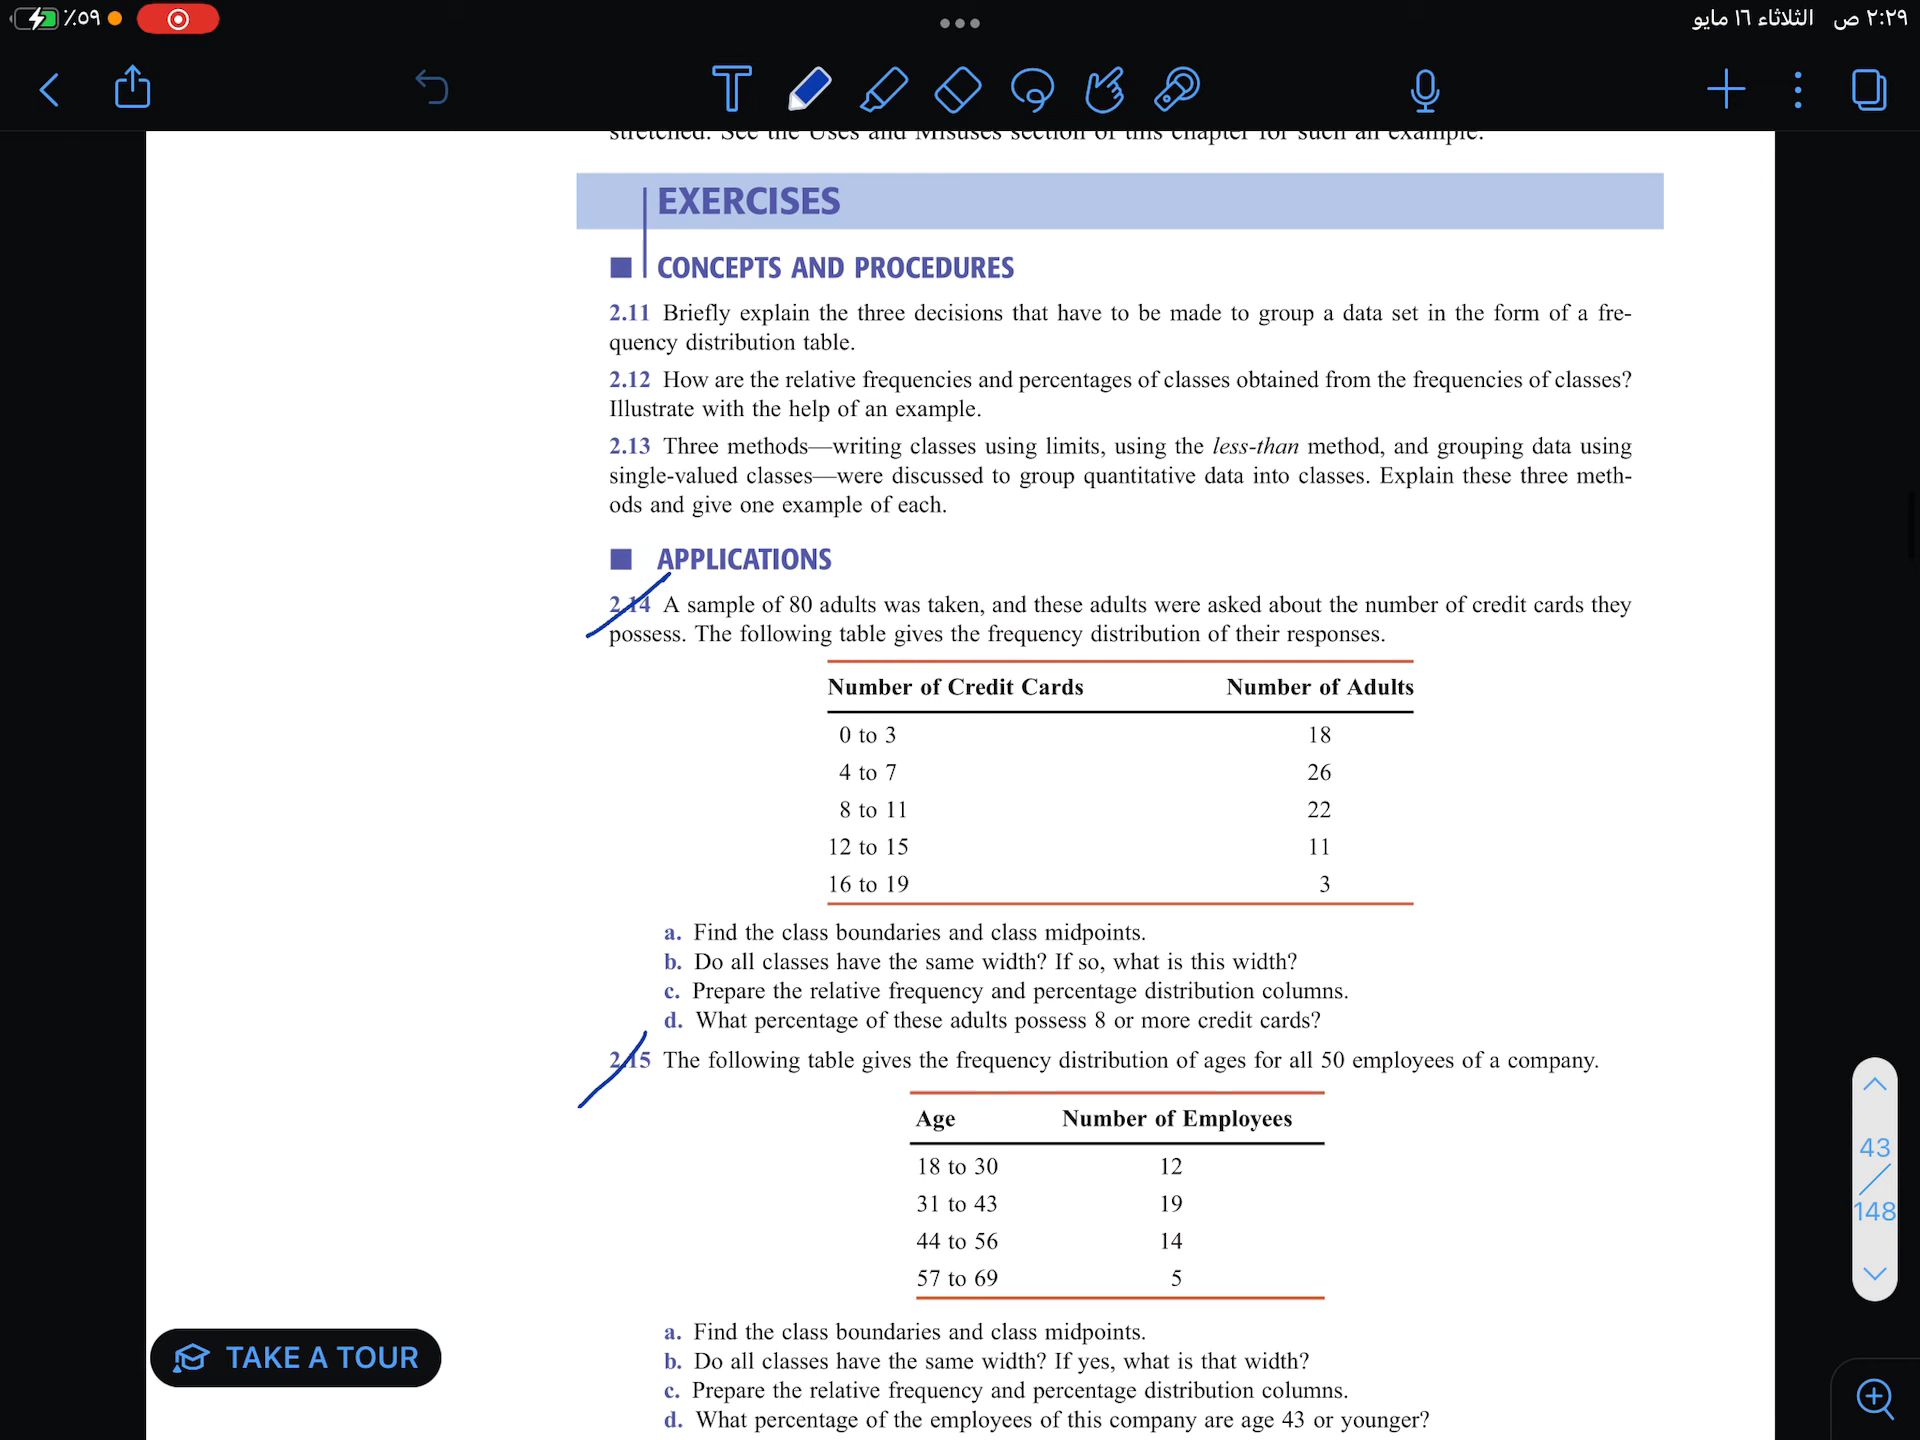 ٪٥٩
٢:٢٩ ص الثلاثاء ١٦ مايو
stretched. See the Uses and Misuses section of this chapter for such an example.
EXERCISES
CONCEPTS AND PROCEDURES
2.11 Briefly explain the three decisions that have to be made to group a data set in the form of a fre-
quency distribution table.
2.12 How are the relative frequencies and percentages of classes obtained from the frequencies of classes?
Illustrate with the help of an example.
2.13 Three methods—writing classes using limits, using the less-than method, and grouping data using
single-valued classes—were discussed to group quantitative data into classes. Explain these three meth-
ods and give one example of each.
APPLICATIONS
2.14 A sample of 80 adults was taken, and these adults were asked about the number of credit cards they
possess. The following table gives the frequency distribution of their responses.
Number of Credit Cards Number of Adults
0 to 3 18
4 to 7 26
8 to 11 22
12 to 15 11
16 to 19 3
a. Find the class boundaries and class midpoints.
b. Do all classes have the same width? If so, what is this width?
c. Prepare the relative frequency and percentage distribution columns.
d. What percentage of these adults possess 8 or more credit cards?
2.15 The following table gives the frequency distribution of ages for all 50 employees of a company.
Age Number of Employees
18 to 30 12
31 to 43 19
44 to 56 14
57 to 69 5
a. Find the class boundaries and class midpoints.
b. Do all classes have the same width? If yes, what is that width?
c. Prepare the relative frequency and percentage distribution columns.
d. What percentage of the employees of this company are age 43 or younger?
43
148
TAKE A TOUR